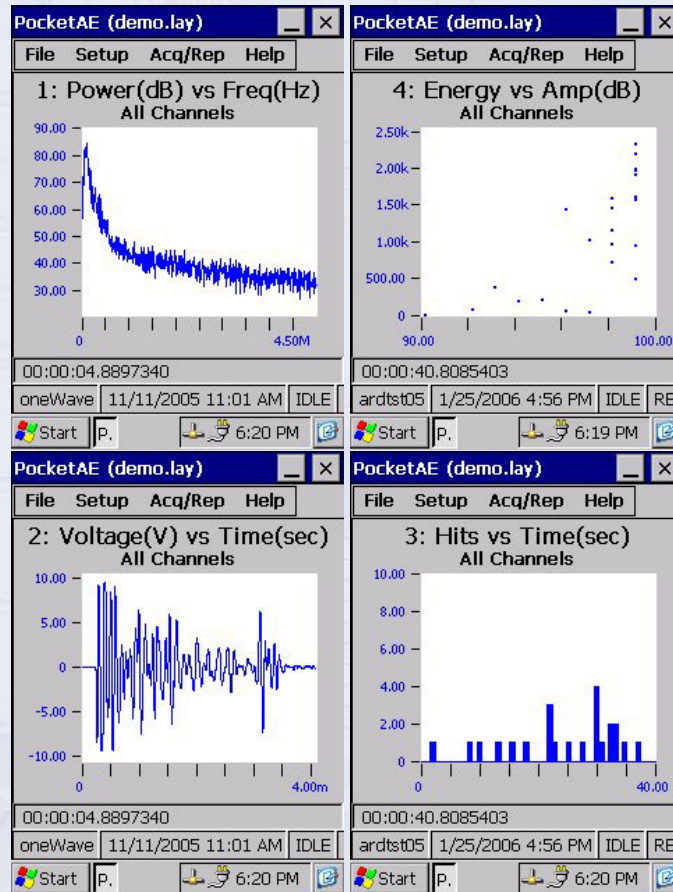 PocketAE (demo.lay)
File Setup Acq/Rep Help
1: Power(dB) vs Freq(Hz)
All Channels
90.00
80.00
70.00
60.00
50.00
40.00
30.00
0 4.50M
00:00:04.8897340
oneWave 11/11/2005 11:01 AM IDLE
Start P. 6:20 PM
PocketAE (demo.lay)
File Setup Acq/Rep Help
4: Energy vs Amp(dB)
All Channels
2.50k
2.00k
1.50k
1.00k
500.00
0
90.00 100.00
00:00:40.8085403
ardtst05 1/25/2006 4:56 PM IDLE RE
Start P. 6:19 PM
PocketAE (demo.lay)
File Setup Acq/Rep Help
2: Voltage(V) vs Time(sec)
All Channels
10.00
5.00
0
-5.00
-10.00
0 4.00m
00:00:04.8897340
oneWave 11/11/2005 11:01 AM IDLE
Start P. 6:20 PM
PocketAE (demo.lay)
File Setup Acq/Rep Help
3: Hits vs Time(sec)
All Channels
10.00
8.00
6.00
4.00
2.00
0
0 40.00
00:00:40.8085403
ardtst05 1/25/2006 4:56 PM IDLE RE
Start P. 6:20 PM